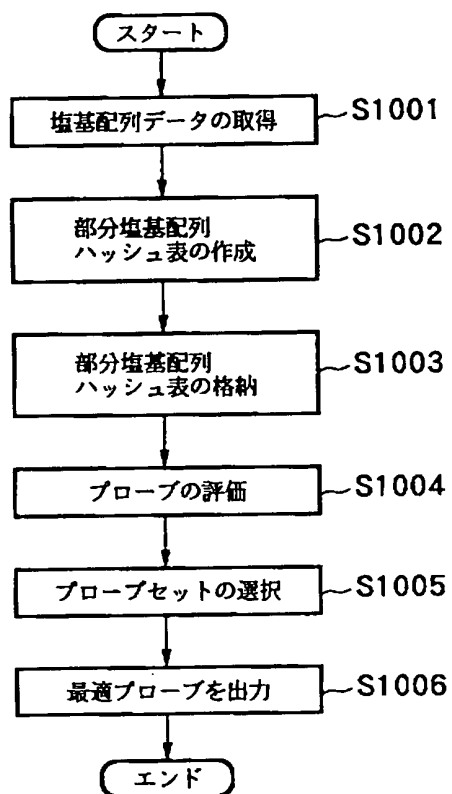 スタート
塩基配列データの取得
S1001
部分塩基配列
ハッシュ表の作成
S1002
部分塩基配列
ハッシュ表の格納
S1003
プローブの評価
S1004
プローブセットの選択
S1005
最適プローブを出力
S1006
エンド